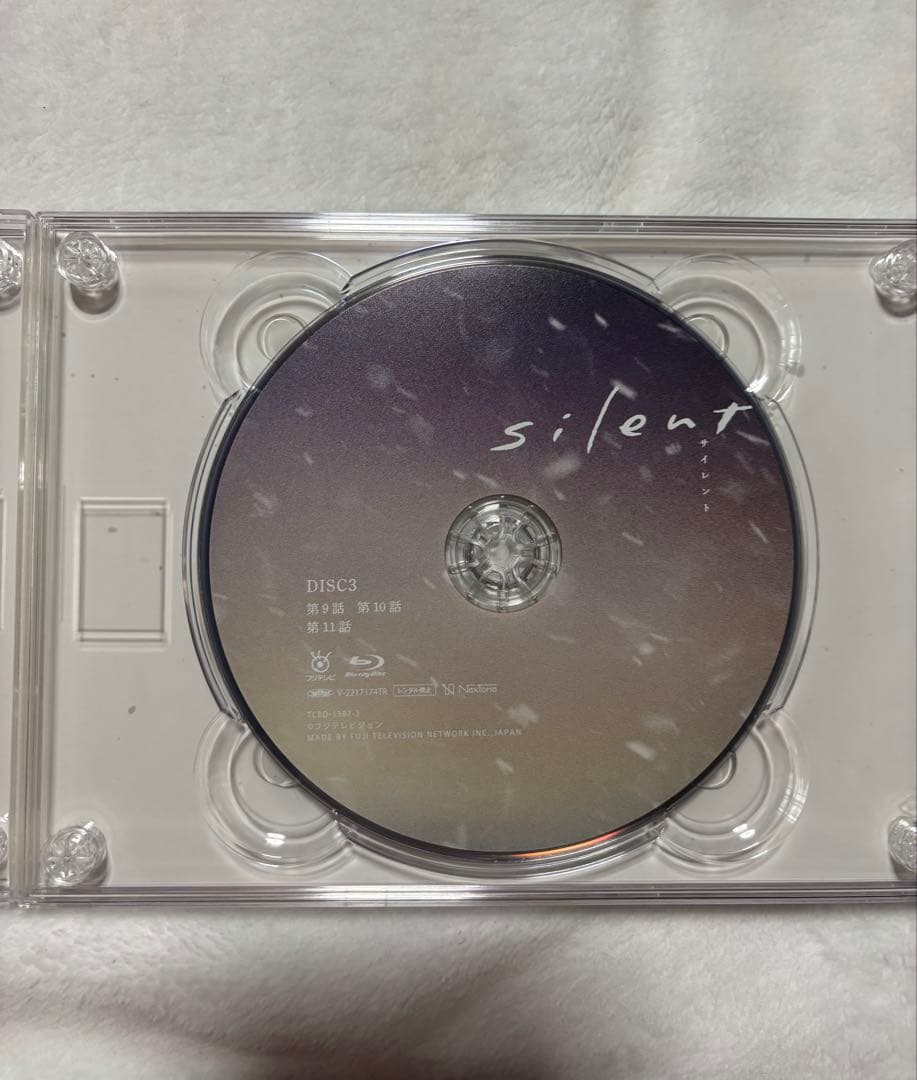 silent
サイレント
DISC3
第9話 第10話
第11話
フジテレビ Blu-ray Disc
V-2217174TR レンタル禁止 NexTone
TCBD-1387-3
©フジテレビジョン
MADE BY FUJI TELEVISION NETWORK INC.,JAPAN